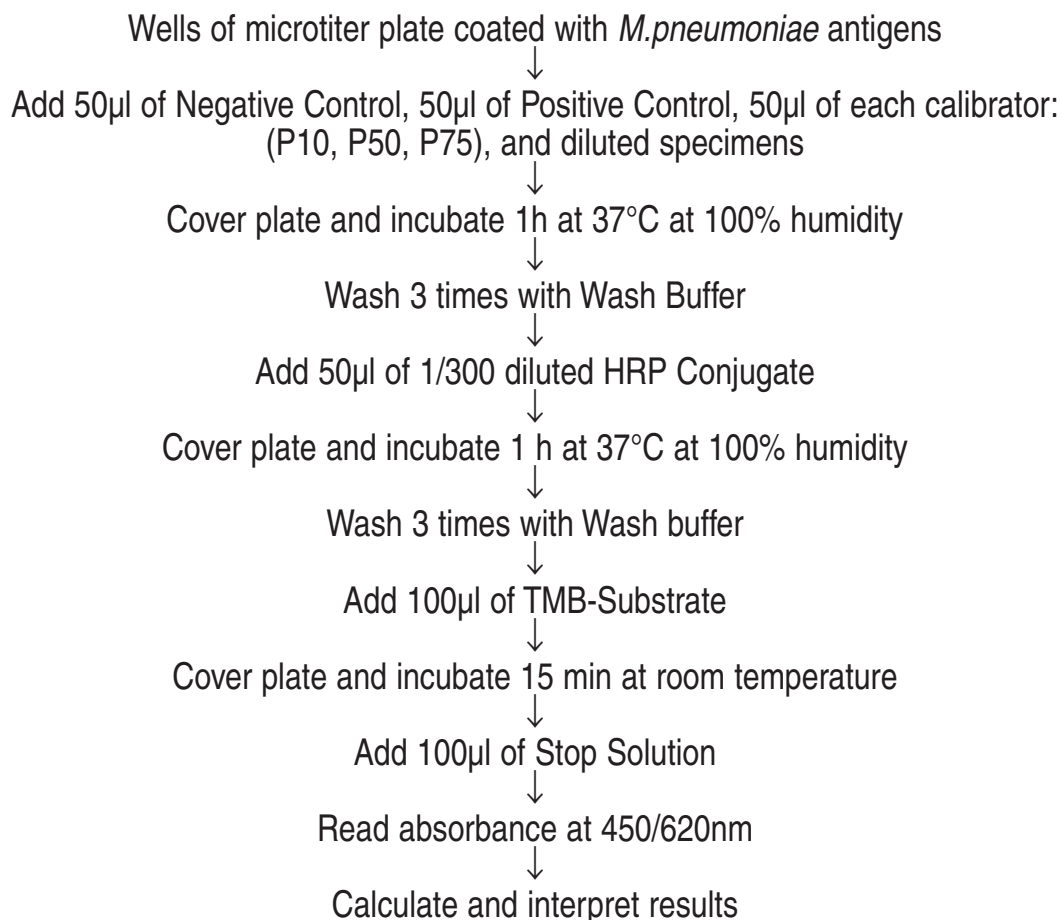 Wells of microtiter plate coated with M.pneumoniae antigens
↓
Add 50µl of Negative Control, 50µl of Positive Control, 50µl of each calibrator:
(P10, P50, P75), and diluted specimens
↓
Cover plate and incubate 1h at 37°C at 100% humidity
↓
Wash 3 times with Wash Buffer
↓
Add 50µl of 1/300 diluted HRP Conjugate
↓
Cover plate and incubate 1 h at 37°C at 100% humidity
↓
Wash 3 times with Wash buffer
↓
Add 100µl of TMB-Substrate
↓
Cover plate and incubate 15 min at room temperature
↓
Add 100µl of Stop Solution
↓
Read absorbance at 450/620nm
↓
Calculate and interpret results